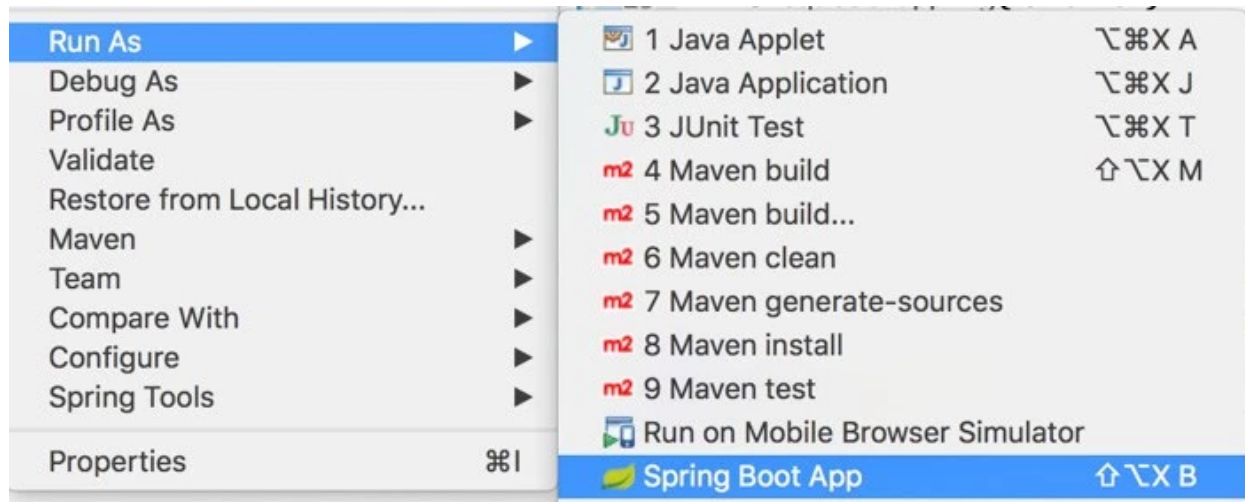 Run As
Debug As
Profile As
Validate
Restore from Local History...
Maven
Team
Compare With
Configure
Spring Tools
Properties ⌘I
1 Java Applet ⌥⌘X A
2 Java Application ⌥⌘X J
Ju 3 JUnit Test ⌥⌘X T
m2 4 Maven build ⇧⌥X M
m2 5 Maven build...
m2 6 Maven clean
m2 7 Maven generate-sources
m2 8 Maven install
m2 9 Maven test
Run on Mobile Browser Simulator
Spring Boot App ⇧⌥X B